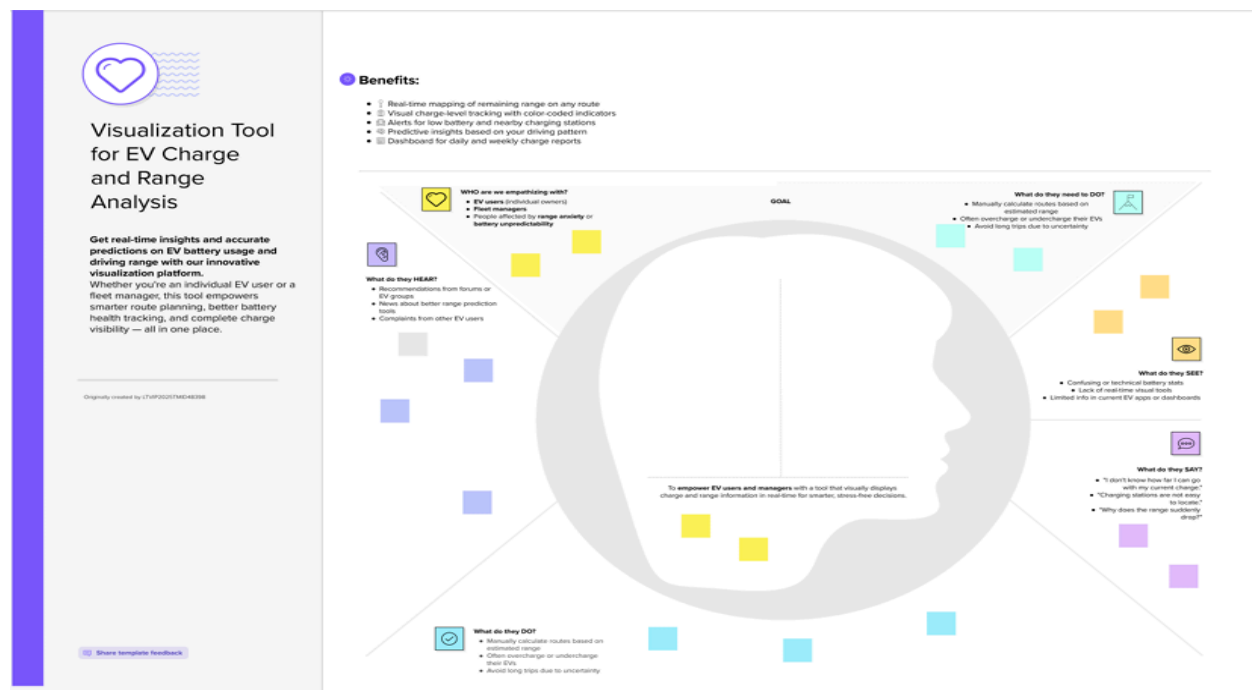 Visualization Tool
for EV Charge
and Range
Analysis
Get real-time insights and accurate
predictions on EV battery usage and
driving range with our innovative
visualization platform.
Whether you're an individual EV user or a
fleet manager, this tool empowers
smarter route planning, better battery
health tracking, and complete charge
visibility — all in one place.
Originally created by LTVIP2025TMID48398
Share template feedback
Benefits:
Real-time mapping of remaining range on any route
Visual charge-level tracking with color-coded indicators
Alerts for low battery and nearby charging stations
Predictive insights based on your driving pattern
Dashboard for daily and weekly charge reports
WHO are we empathizing with?
EV users (individual owners)
Fleet managers
People affected by range anxiety or
battery unpredictability
GOAL
What do they need to DO?
Manually calculate routes based on
estimated range
Often overcharge or undercharge their EVs
Avoid long trips due to uncertainty
What do they HEAR?
Recommendations from forums or
EV groups
News about better range prediction
tools
Complaints from other EV users
What do they SEE?
Confusing or technical battery stats
Lack of real-time visual tools
Limited info in current EV apps or dashboards
What do they SAY?
"I don't know how far I can go
with my current charge."
"Charging stations are not easy
to locate."
"Why does the range suddenly
drop?"
To empower EV users and managers with a tool that visually displays
charge and range information in real-time for smarter, stress-free decisions.
What do they DO?
Manually calculate routes based on
estimated range
Often overcharge or undercharge
their EVs
Avoid long trips due to uncertainty